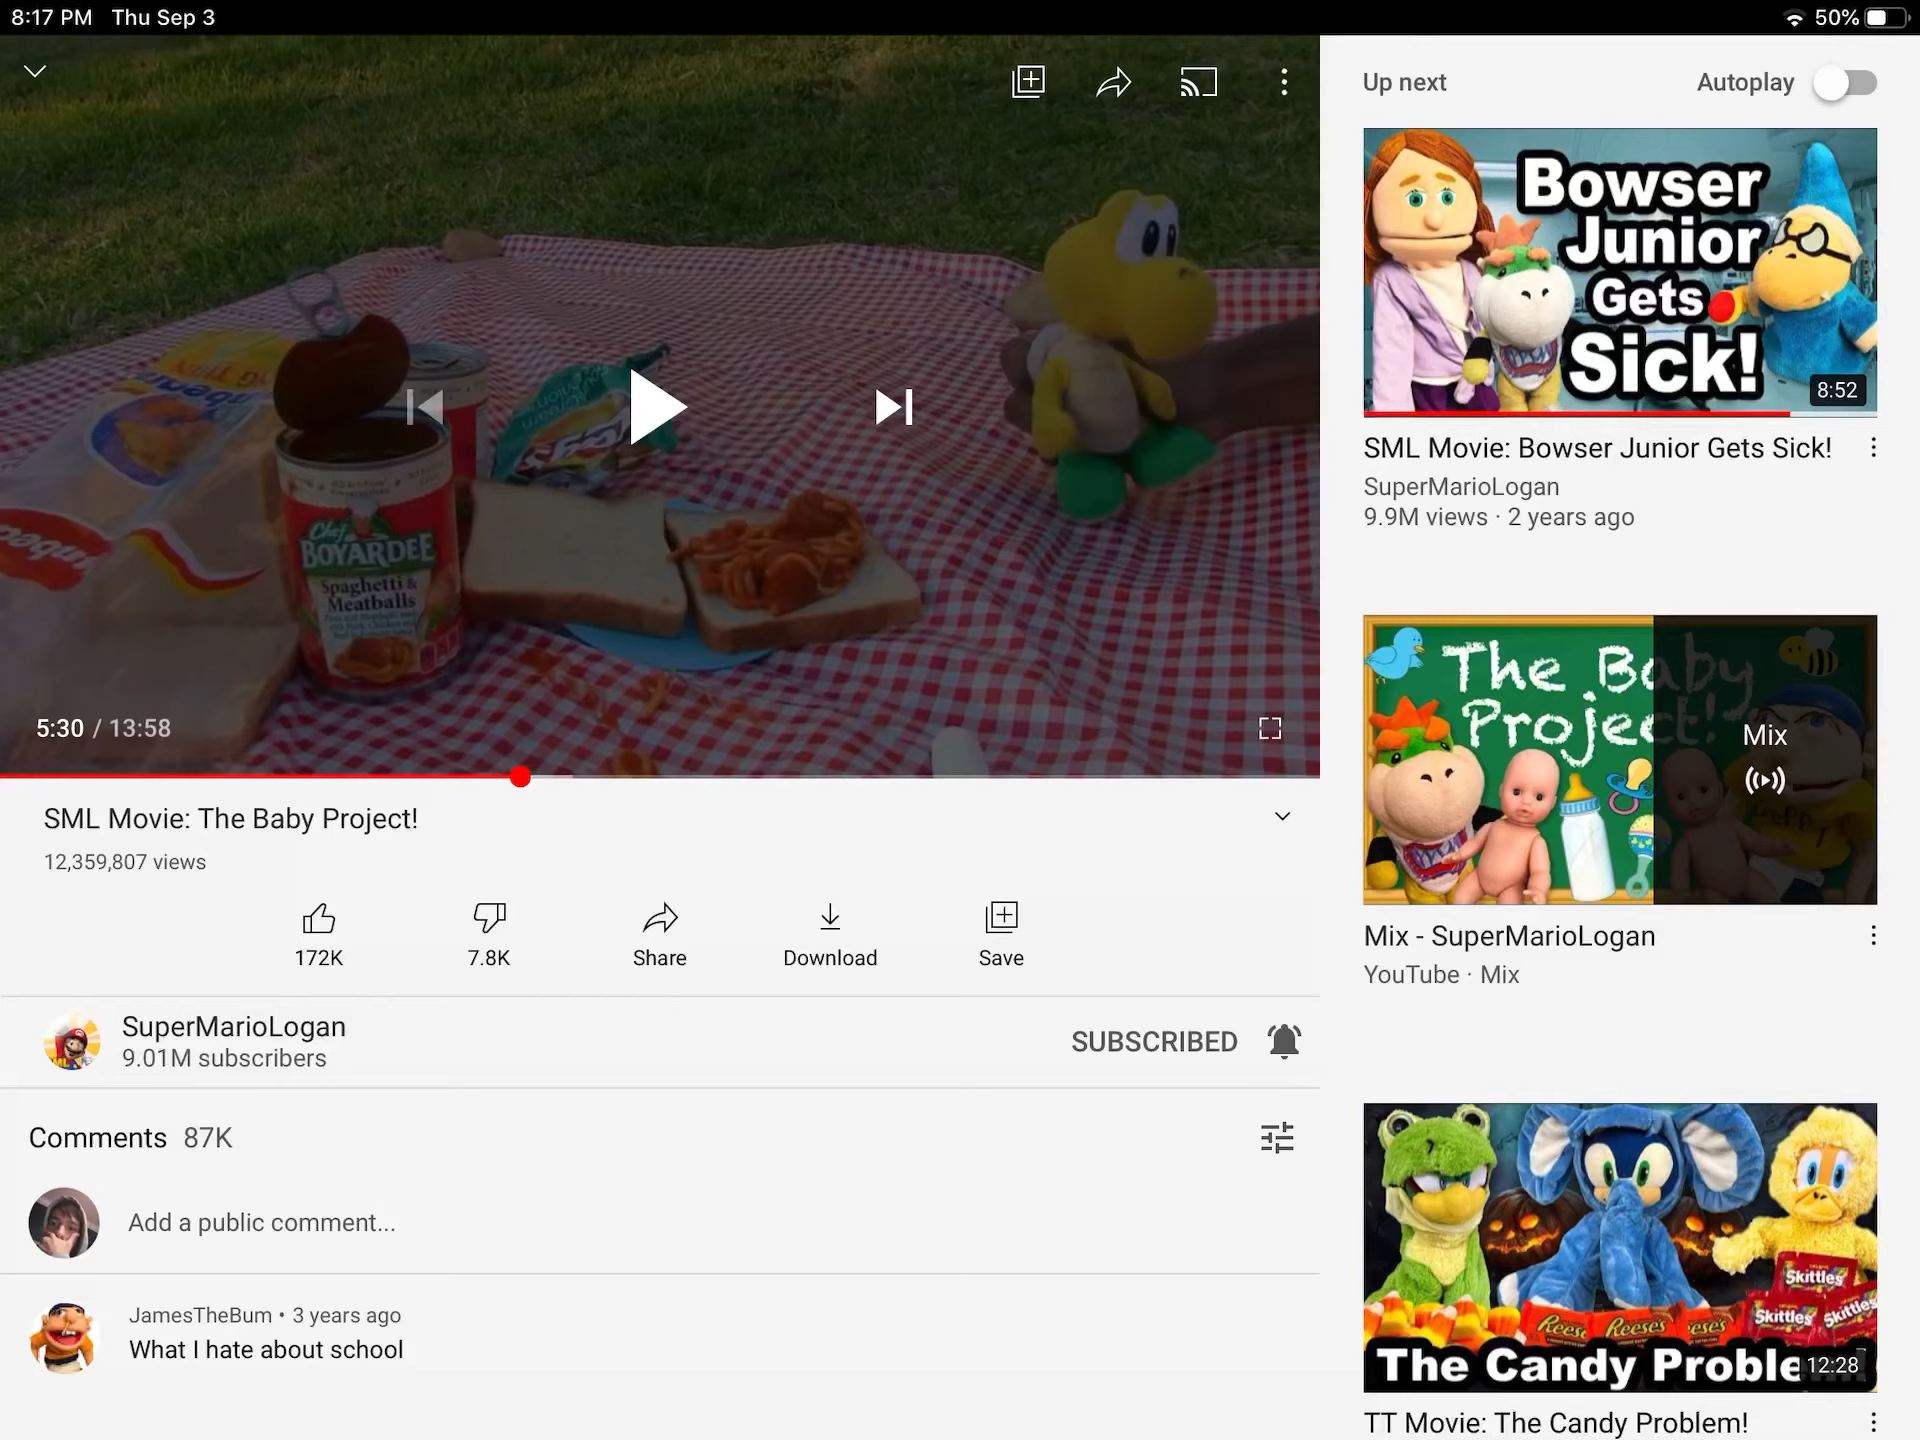 8:17 PM Thu Sep 3
50%
Chef
BOYARDEE
Spaghetti &
Meatballs
5:30 / 13:58
SML Movie: The Baby Project!
12,359,807 views
172K
7.8K
Share
Download
Save
SuperMarioLogan
9.01M subscribers
SUBSCRIBED
Comments 87K
Add a public comment...
JamesTheBum • 3 years ago
What I hate about school
Up next
Autoplay
Bowser
Junior
Gets
Sick!
8:52
SML Movie: Bowser Junior Gets Sick!
SuperMarioLogan
9.9M views · 2 years ago
The Baby
Project!
Mix
Mix - SuperMarioLogan
YouTube · Mix
Skittles
Skittles
Skittles
Reese's
Reese's
The Candy Proble
12:28
TT Movie: The Candy Problem!